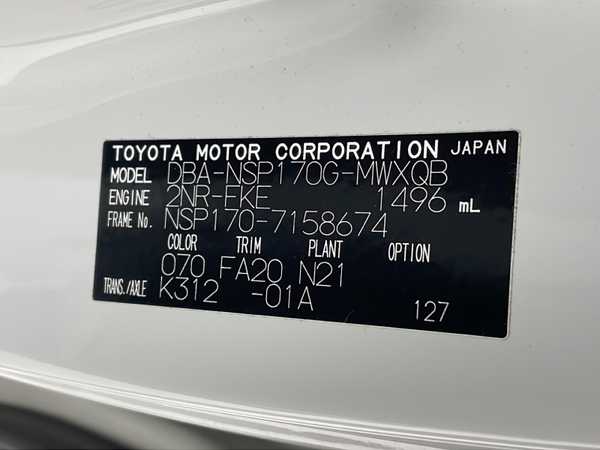 TOYOTA MOTOR CORPORATION JAPAN
MODEL DBA-NSP170G-MWXQB
ENGINE 2NR-FKE 1496 mL
FRAME No. NSP170-7158674
COLOR TRIM PLANT OPTION
070 FA20 N21
TRANS./AXLE K312 -01A
127